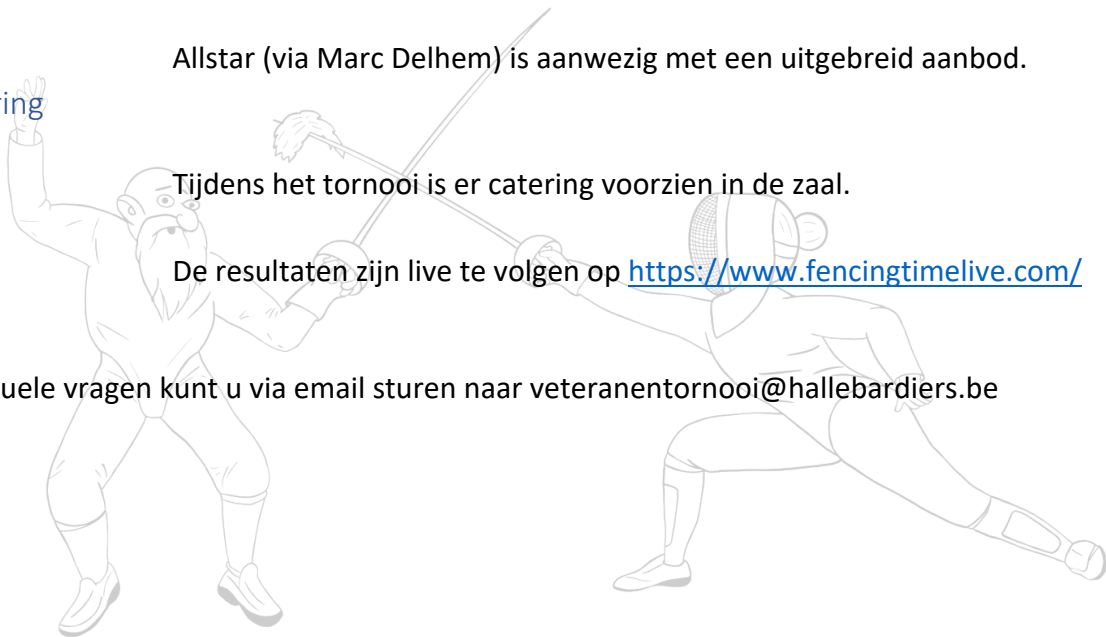 Allstar (via Marc Delhem) is aanwezig met een uitgebreid aanbod.
ring
Tijdens het tornooi is er catering voorzien in de zaal.
De resultaten zijn live te volgen op https://www.fencingtimelive.com/
uele vragen kunt u via email sturen naar veteranentornooi@hallebardiers.be